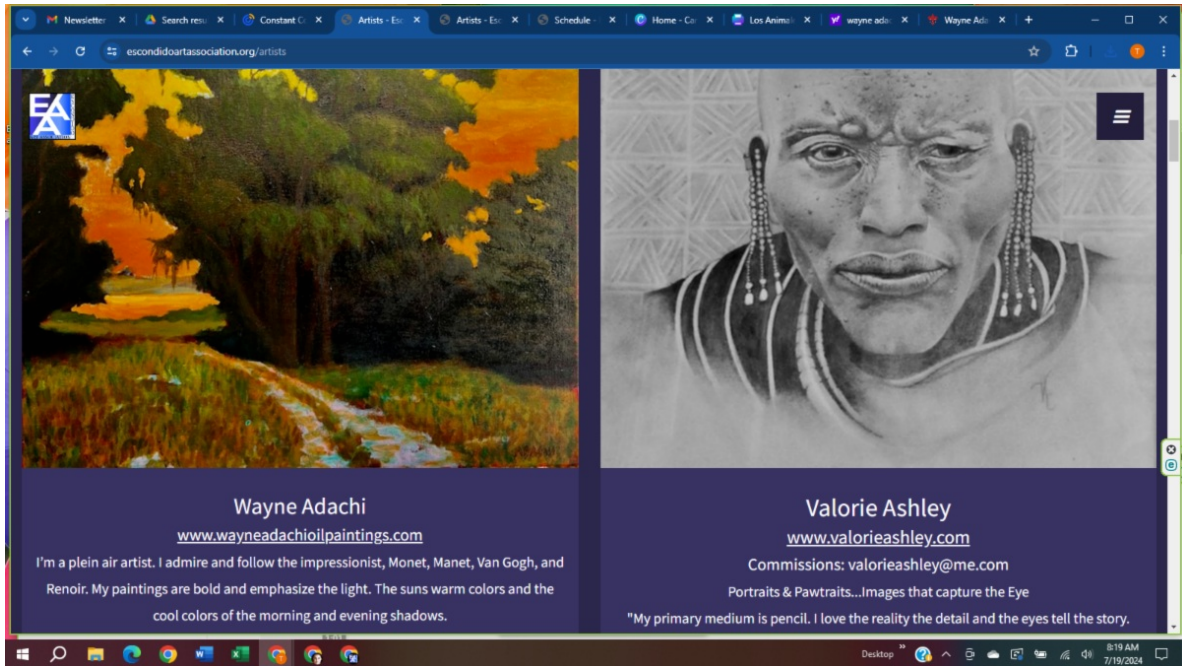 Newsletter
Search resu
Constant Co
Artists - Esc
Artists - Esc
Schedule -
Home - Car
Los Animal
wayne adac
Wayne Ada
escondidoartassociation.org/artists
T
EA
A
Wayne Adachi
www.wayneadachioilpaintings.com
I'm a plein air artist. I admire and follow the impressionist, Monet, Manet, Van Gogh, and
Renoir. My paintings are bold and emphasize the light. The suns warm colors and the
cool colors of the morning and evening shadows.
Valorie Ashley
www.valorieashley.com
Commissions: valorieashley@me.com
Portraits & Pawtraits...Images that capture the Eye
"My primary medium is pencil. I love the reality the detail and the eyes tell the story.
Desktop
8:19 AM
7/19/2024